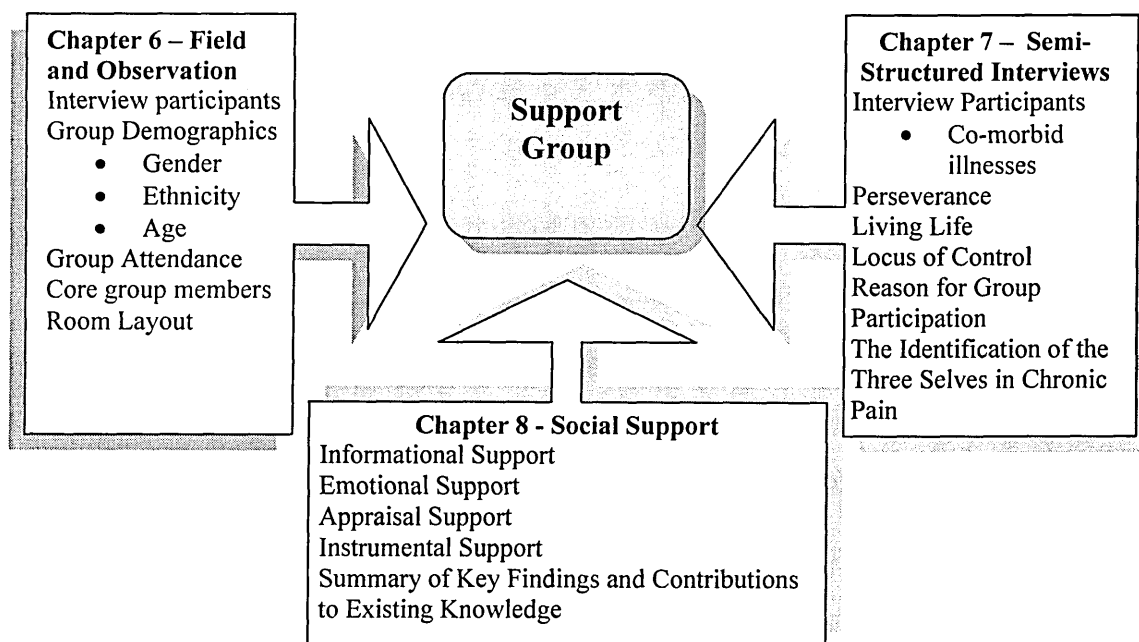 Chapter 6 – Field
and Observation
Interview participants
Group Demographics
• Gender
• Ethnicity
• Age
Group Attendance
Core group members
Room Layout
Support
Group
Chapter 7 – Semi-
Structured Interviews
Interview Participants
• Co-morbid
illnesses
Perseverance
Living Life
Locus of Control
Reason for Group
Participation
The Identification of the
Three Selves in Chronic
Pain
Chapter 8 - Social Support
Informational Support
Emotional Support
Appraisal Support
Instrumental Support
Summary of Key Findings and Contributions
to Existing Knowledge